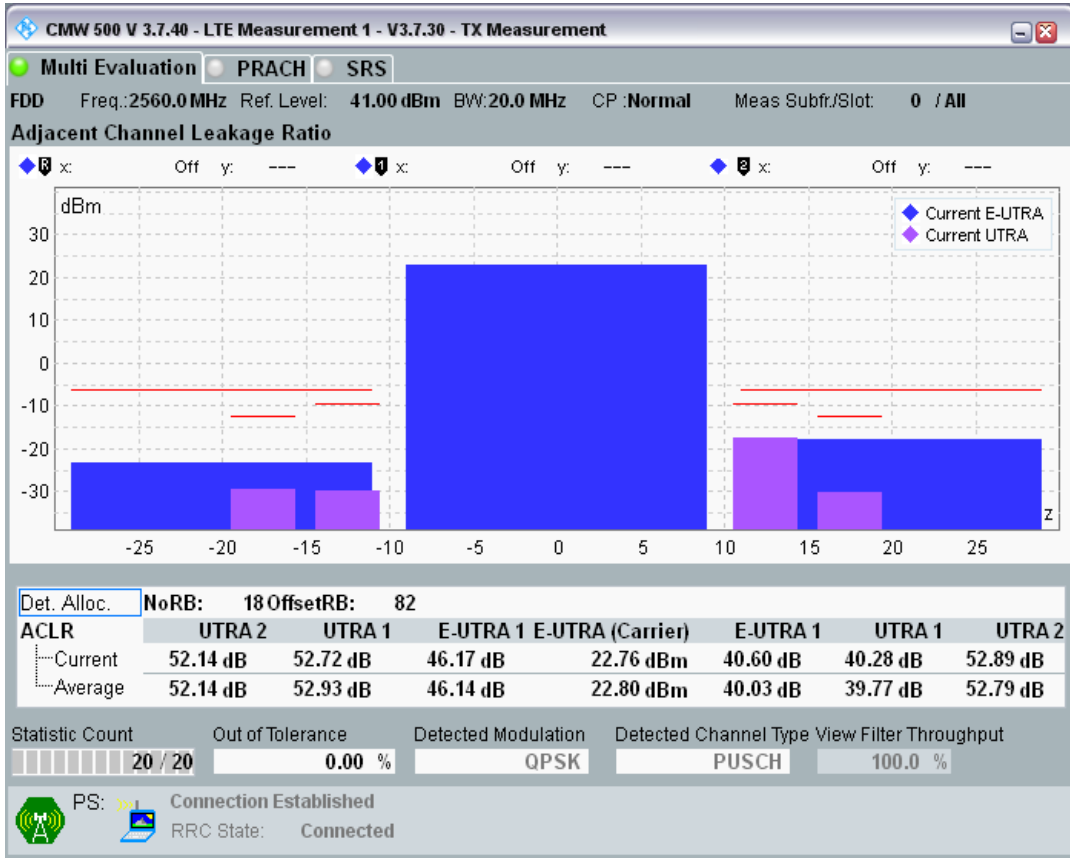 CMW 500 V 3.7.40 - LTE Measurement 1 - V3.7.30 - TX Measurement
Multi Evaluation PRACH SRS
FDD Freq.:2560.0 MHz Ref. Level: 41.00 dBm BW:20.0 MHz CP :Normal Meas Subfr./Slot: 0 / All
Adjacent Channel Leakage Ratio
R x: Off y: --- 1 x: Off y: --- 2 x: Off y: ---
dBm
Current E-UTRA
Current UTRA
30
20
10
0
-10
-20
-30
z
-25 -20 -15 -10 -5 0 5 10 15 20 25
Det. Alloc. NoRB: 18 OffsetRB: 82
ACLR UTRA 2 UTRA 1 E-UTRA 1 E-UTRA (Carrier) E-UTRA 1 UTRA 1 UTRA 2
Current 52.14 dB 52.72 dB 46.17 dB 22.76 dBm 40.60 dB 40.28 dB 52.89 dB
Average 52.14 dB 52.93 dB 46.14 dB 22.80 dBm 40.03 dB 39.77 dB 52.79 dB
Statistic Count Out of Tolerance Detected Modulation Detected Channel Type View Filter Throughput
20 / 20 0.00 % QPSK PUSCH 100.0 %
PS: Connection Established
RRC State: Connected